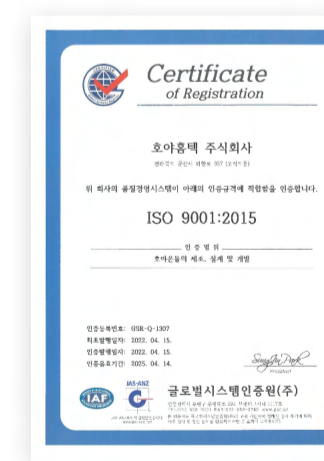 Certificate
of Registration
호야홈텍 주식회사
위 회사의 품질경영시스템이 아래의 인증규격에 적합함을 인증합니다.
ISO 9001:2015
인 증 범 위
호야온돌의 제조, 설계 및 개발
인증등록번호: GSR-Q-1307
최초발행일자: 2022. 04. 15.
인증발행일시: 2022. 04. 15.
인증유효기간: 2025. 04. 14.
SungJin Park
President
IAF
JAS-ANZ
글로벌시스템인증원(주)